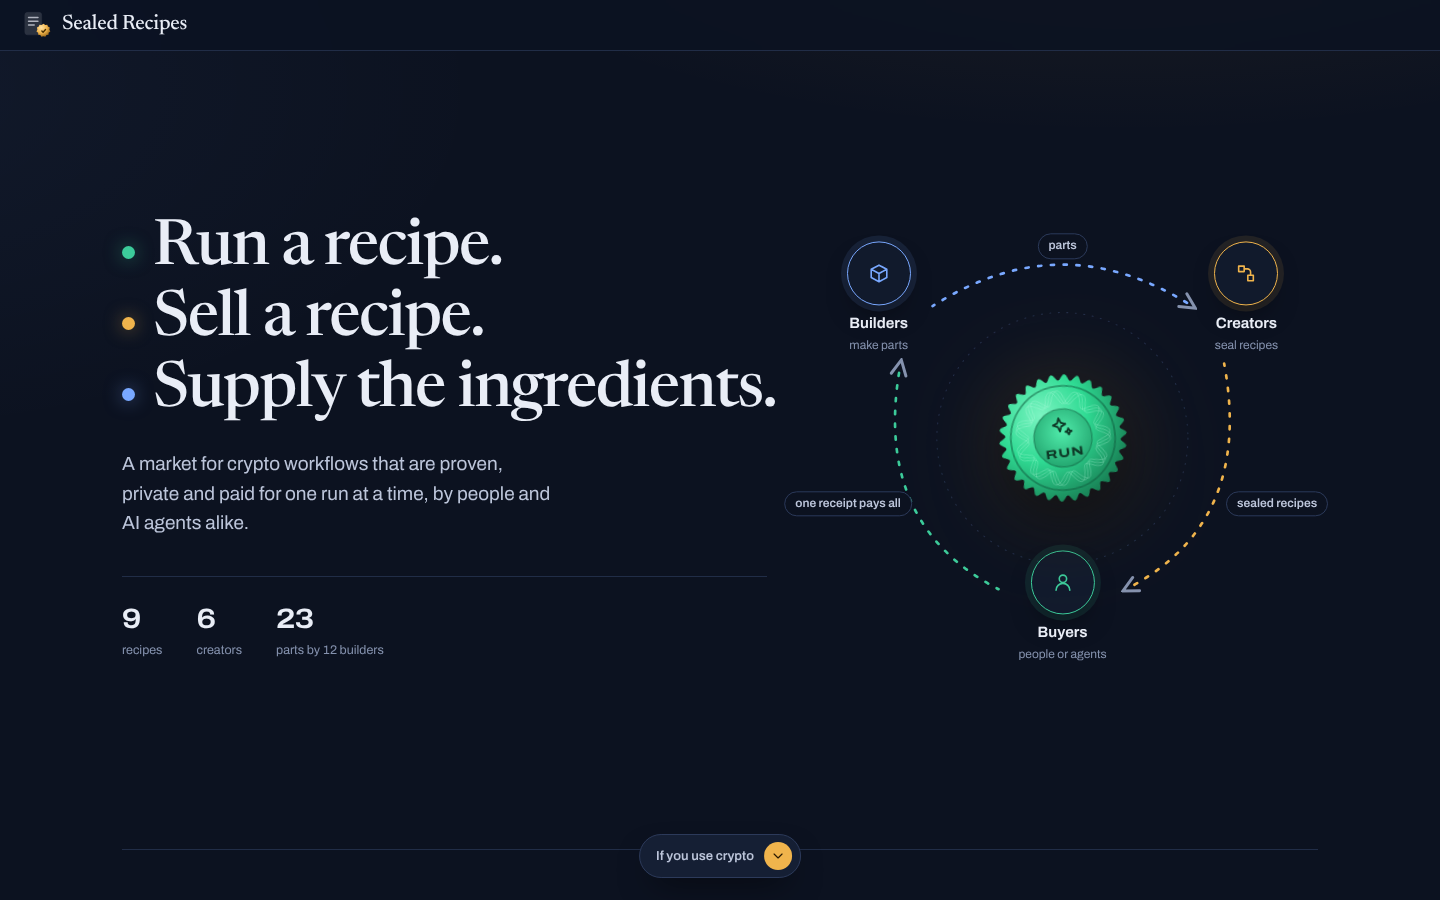 Sealed Recipes
Run a recipe.
Sell a recipe.
Supply the ingredients.
A market for crypto workflows that are proven,
private and paid for one run at a time, by people and
AI agents alike.
9
recipes
6
creators
23
parts by 12 builders
parts
Builders
make parts
Creators
seal recipes
RUN
one receipt pays all
sealed recipes
Buyers
people or agents
If you use crypto